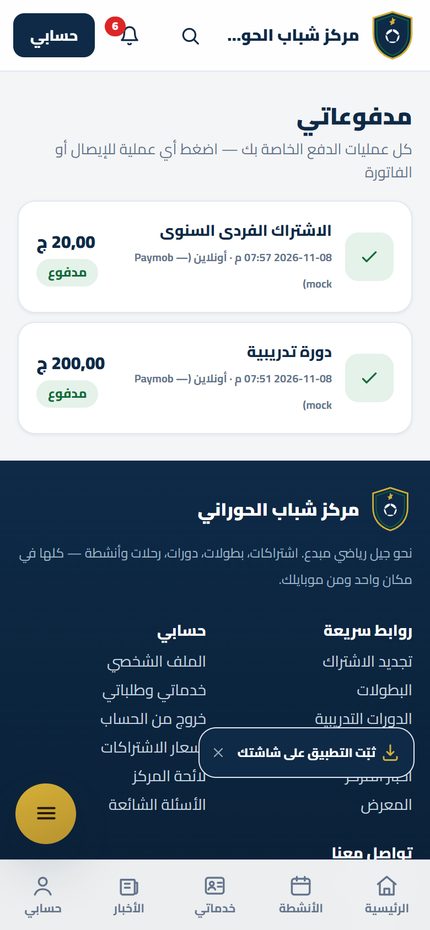 مركز شباب الحو...
6
حسابي
مدفوعاتي
كل عمليات الدفع الخاصة بك — اضغط أي عملية للإيصال أو
الفاتورة
الاشتراك الفردى السنوى
20,00 ج
2026-11-08 07:57 م · أونلاين (Paymob —
mock)
مدفوع
دورة تدريبية
200,00 ج
2026-11-08 07:51 م · أونلاين (Paymob —
mock)
مدفوع
مركز شباب الحوراني
نحو جيل رياضي مبدع. اشتراكات، بطولات، دورات، رحلات وأنشطة — كلها في
مكان واحد ومن موبايلك.
روابط سريعة
تجديد الاشتراك
البطولات
الدورات التدريبية
أخبار المركز
المعرض
حسابي
الملف الشخصي
خدماتي وطلباتي
خروج من الحساب
أسعار الاشتراكات
لائحة المركز
الأسئلة الشائعة
ثبّت التطبيق على شاشتك
تواصل معنا
الرئيسية
الأنشطة
خدماتي
الأخبار
حسابي